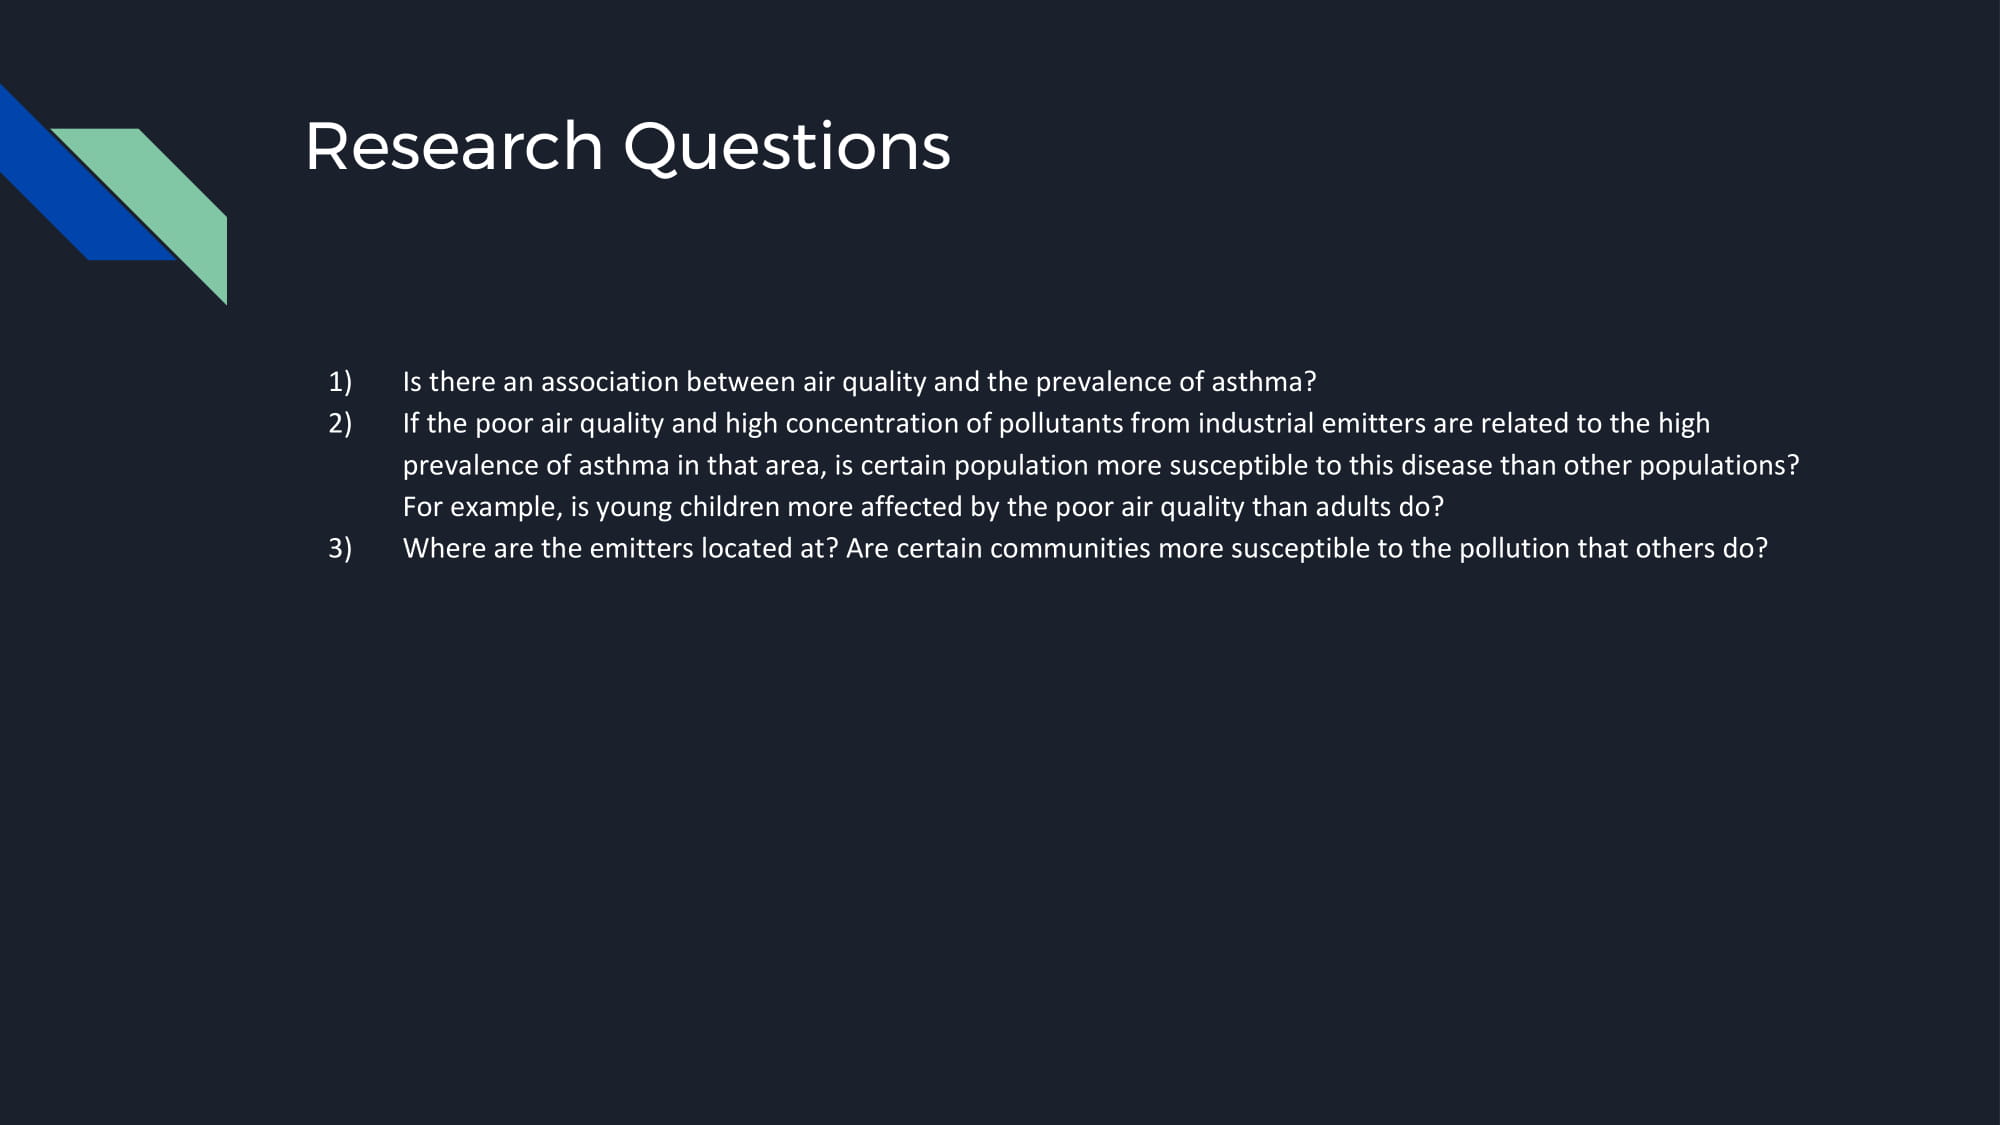 Research Questions
1) Is there an association between air quality and the prevalence of asthma?
2) If the poor air quality and high concentration of pollutants from industrial emitters are related to the high
prevalence of asthma in that area, is certain population more susceptible to this disease than other populations?
For example, is young children more affected by the poor air quality than adults do?
3) Where are the emitters located at? Are certain communities more susceptible to the pollution that others do?